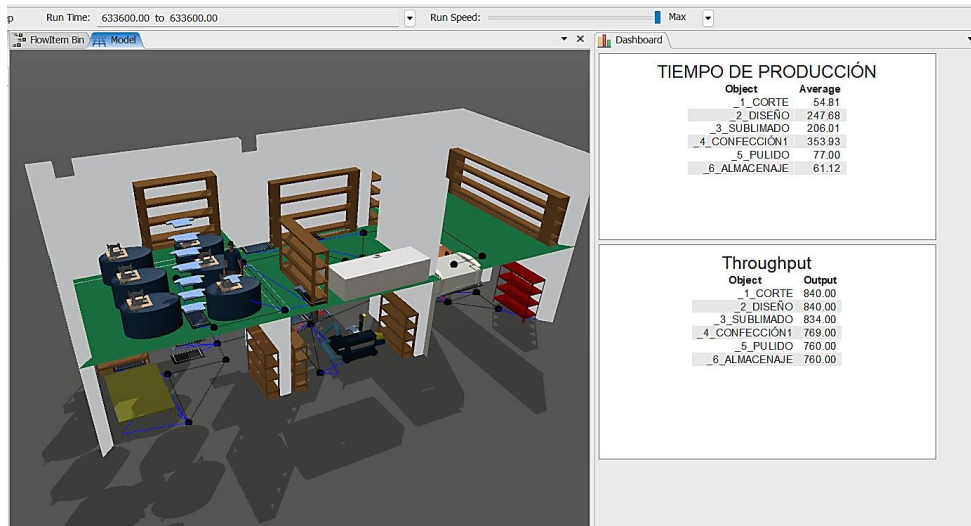 Run Time: 633600.00 to 633600.00 Run Speed: Max
FlowItem Bin Model
Dashboard
TIEMPO DE PRODUCCIÓN
Object Average
_1_CORTE 54.81
_2_DISEÑO 247.68
_3_SUBLIMADO 206.01
_4_CONFECCIÓN1 353.93
_5_PULIDO 77.00
_6_ALMACENAJE 61.12
Throughput
Object Output
_1_CORTE 840.00
_2_DISEÑO 840.00
_3_SUBLIMADO 834.00
_4_CONFECCIÓN1 769.00
_5_PULIDO 760.00
_6_ALMACENAJE 760.00